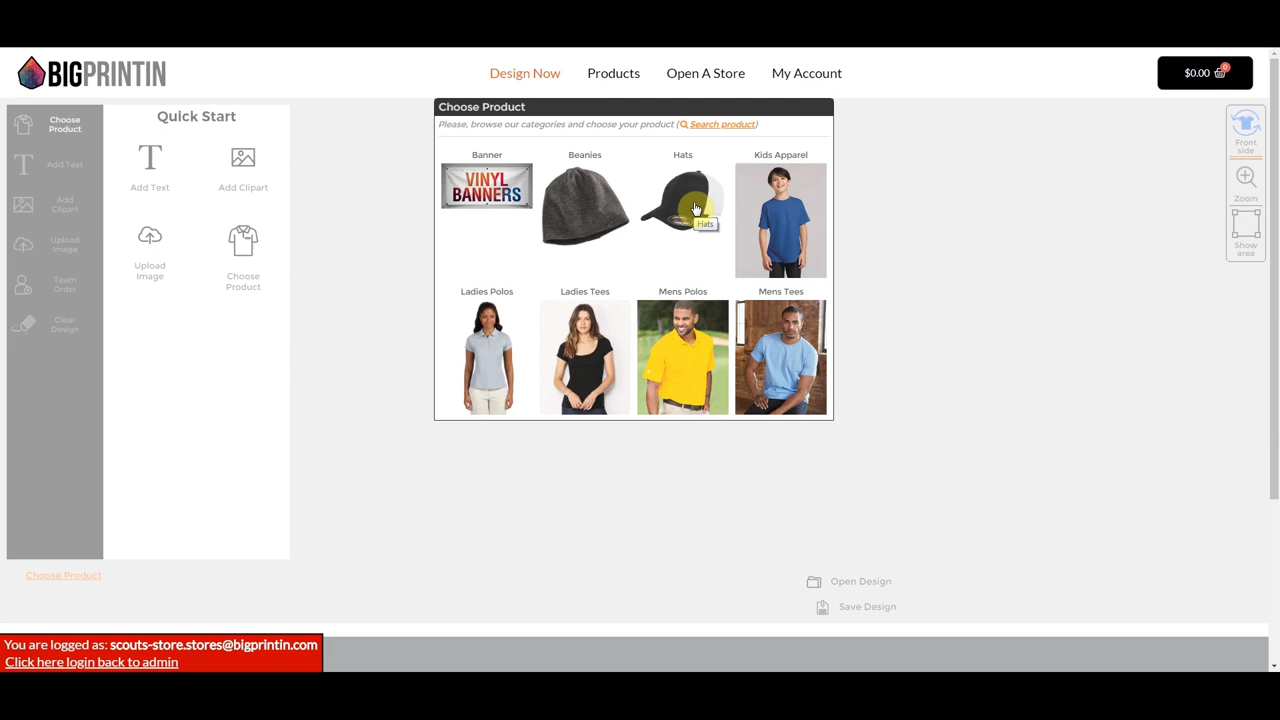 BIGPRINTIN
Design Now
Products
Open A Store
My Account
$0.00
0
Choose
Product
Add Text
Add
Clipart
Upload
Image
Team
Order
Clear
Design
Quick Start
Add Text
Add Clipart
Upload
Image
Choose
Product
Choose Product
Please, browse our categories and choose your product (Search product)
Banner
Beanies
Hats
Kids Apparel
VINYL
BANNERS
Hats
Ladies Polos
Ladies Tees
Mens Polos
Mens Tees
Front
side
Zoom
Show
area
Choose Product
Open Design
Save Design
You are logged as: scouts-store.stores@bigprintin.com
Click here login back to admin